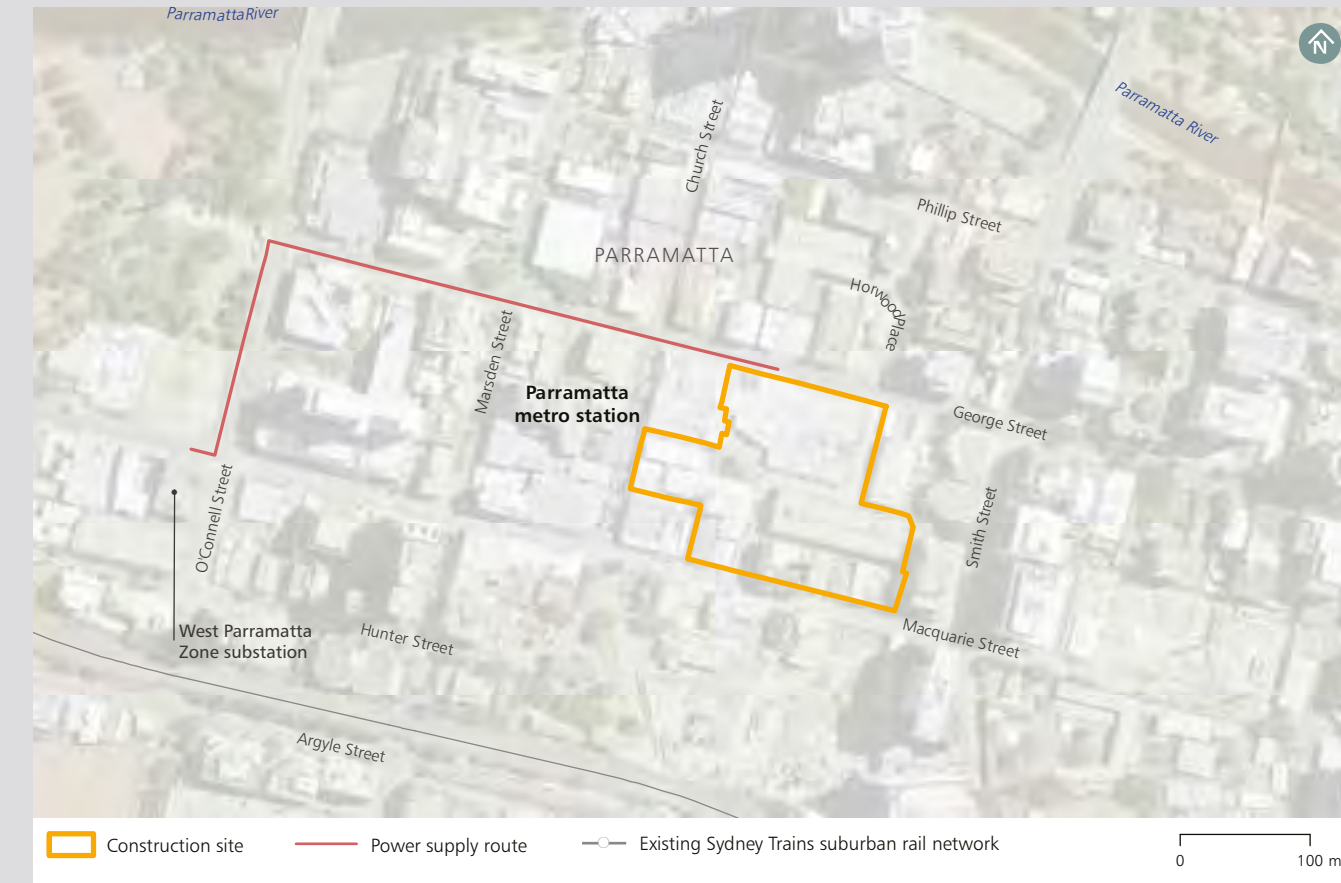 ParramattaRiver
N
Parramatta River
Church Street
Phillip Street
PARRAMATTA
Horwood Place
Marsden Street
Parramatta
metro station
George Street
O'Connell Street
Smith Street
West Parramatta
Zone substation
Hunter Street
Macquarie Street
Argyle Street
Construction site
Power supply route
Existing Sydney Trains suburban rail network
0 100 m